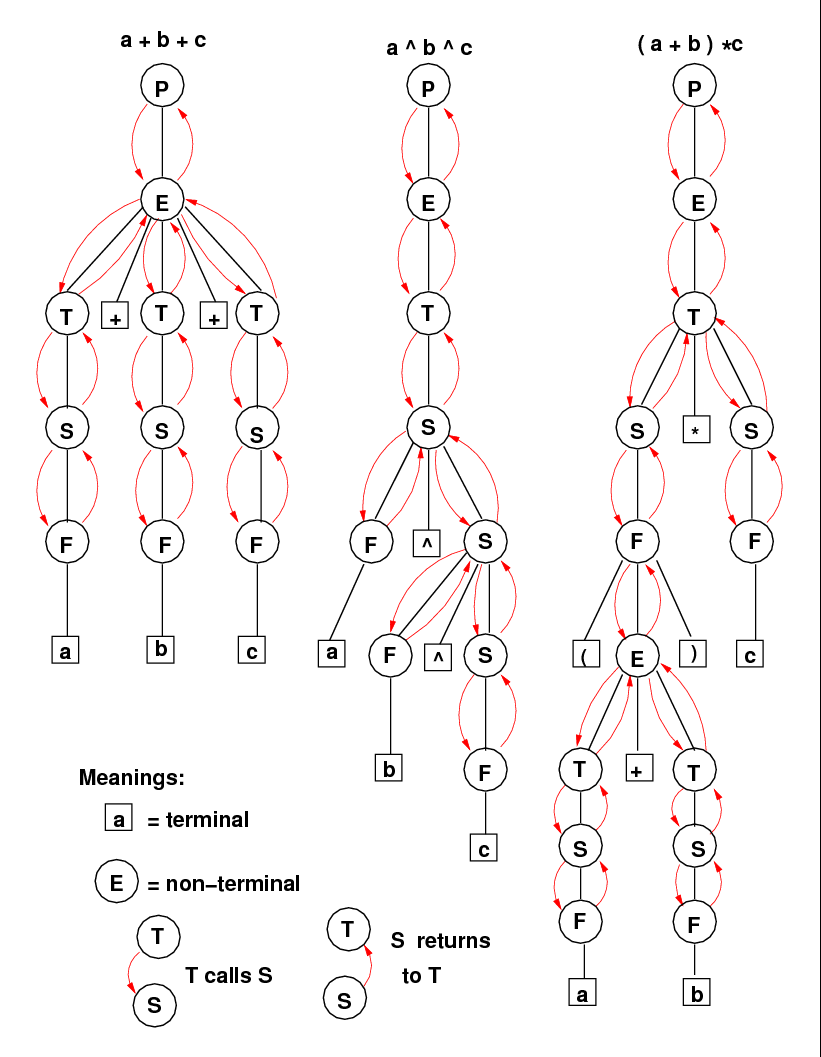 a + b + c
a ^ b ^ c
( a + b ) *c
P P P
E E E
T + T + T T T
S S S S S * S
F F F F ^ S F F
a b c a F ^ S ( E ) c
b F T + T
c S S
F F
a b
Meanings:
a = terminal
E = non-terminal
T
S
T calls S
T
S
S returns
to T